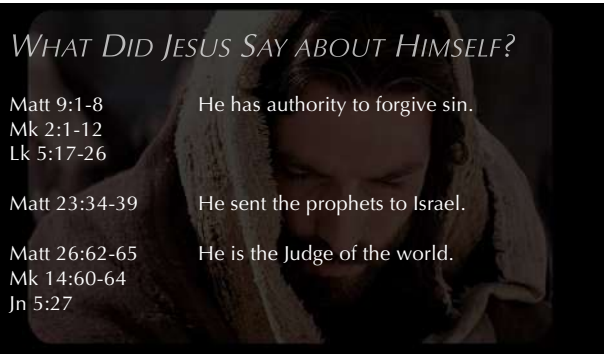 WHAT DID JESUS SAY ABOUT HIMSELF?
Matt 9:1-8 He has authority to forgive sin.
Mk 2:1-12
Lk 5:17-26
Matt 23:34-39 He sent the prophets to Israel.
Matt 26:62-65 He is the Judge of the world.
Mk 14:60-64
Jn 5:27